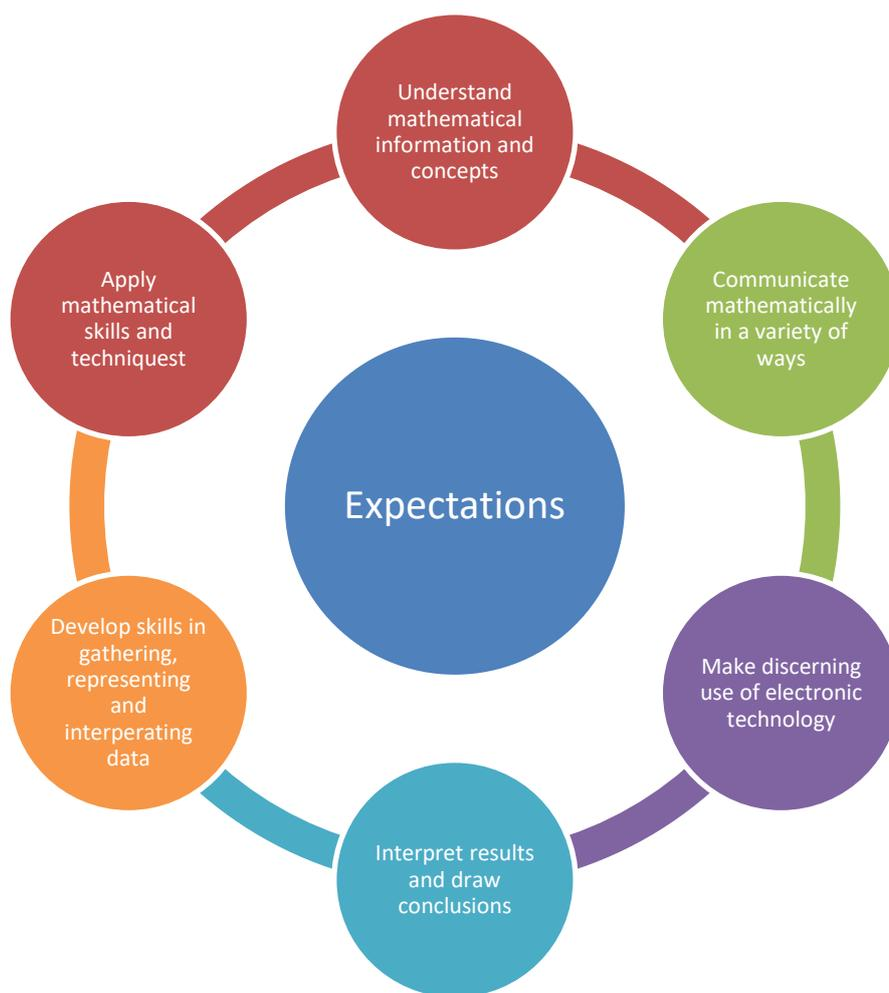 Understand
mathematical
information and
concepts
Communicate
mathematically
in a variety of
ways
Make discerning
use of electronic
technology
Interpret results
and draw
conclusions
Develop skills in
gathering,
representing
and
interperating
data
Apply
mathematical
skills and
techniquest
Expectations